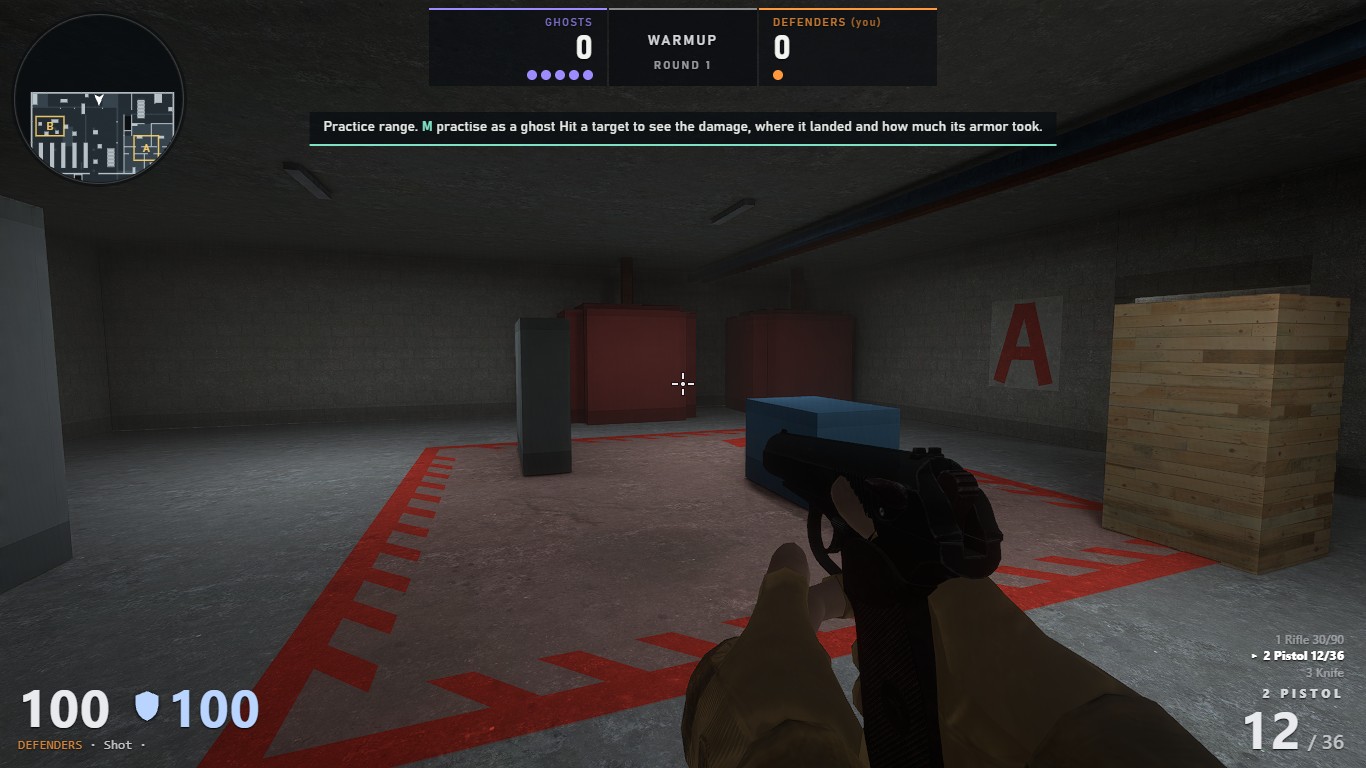 GHOSTS
0
WARMUP
ROUND 1
DEFENDERS (you)
0
B
A
Practice range. M practise as a ghost Hit a target to see the damage, where it landed and how much its armor took.
A
1 Rifle 30/90
▸ 2 Pistol 12/36
3 Knife
2 PISTOL
12 / 36
100 100
DEFENDERS · Shot ·